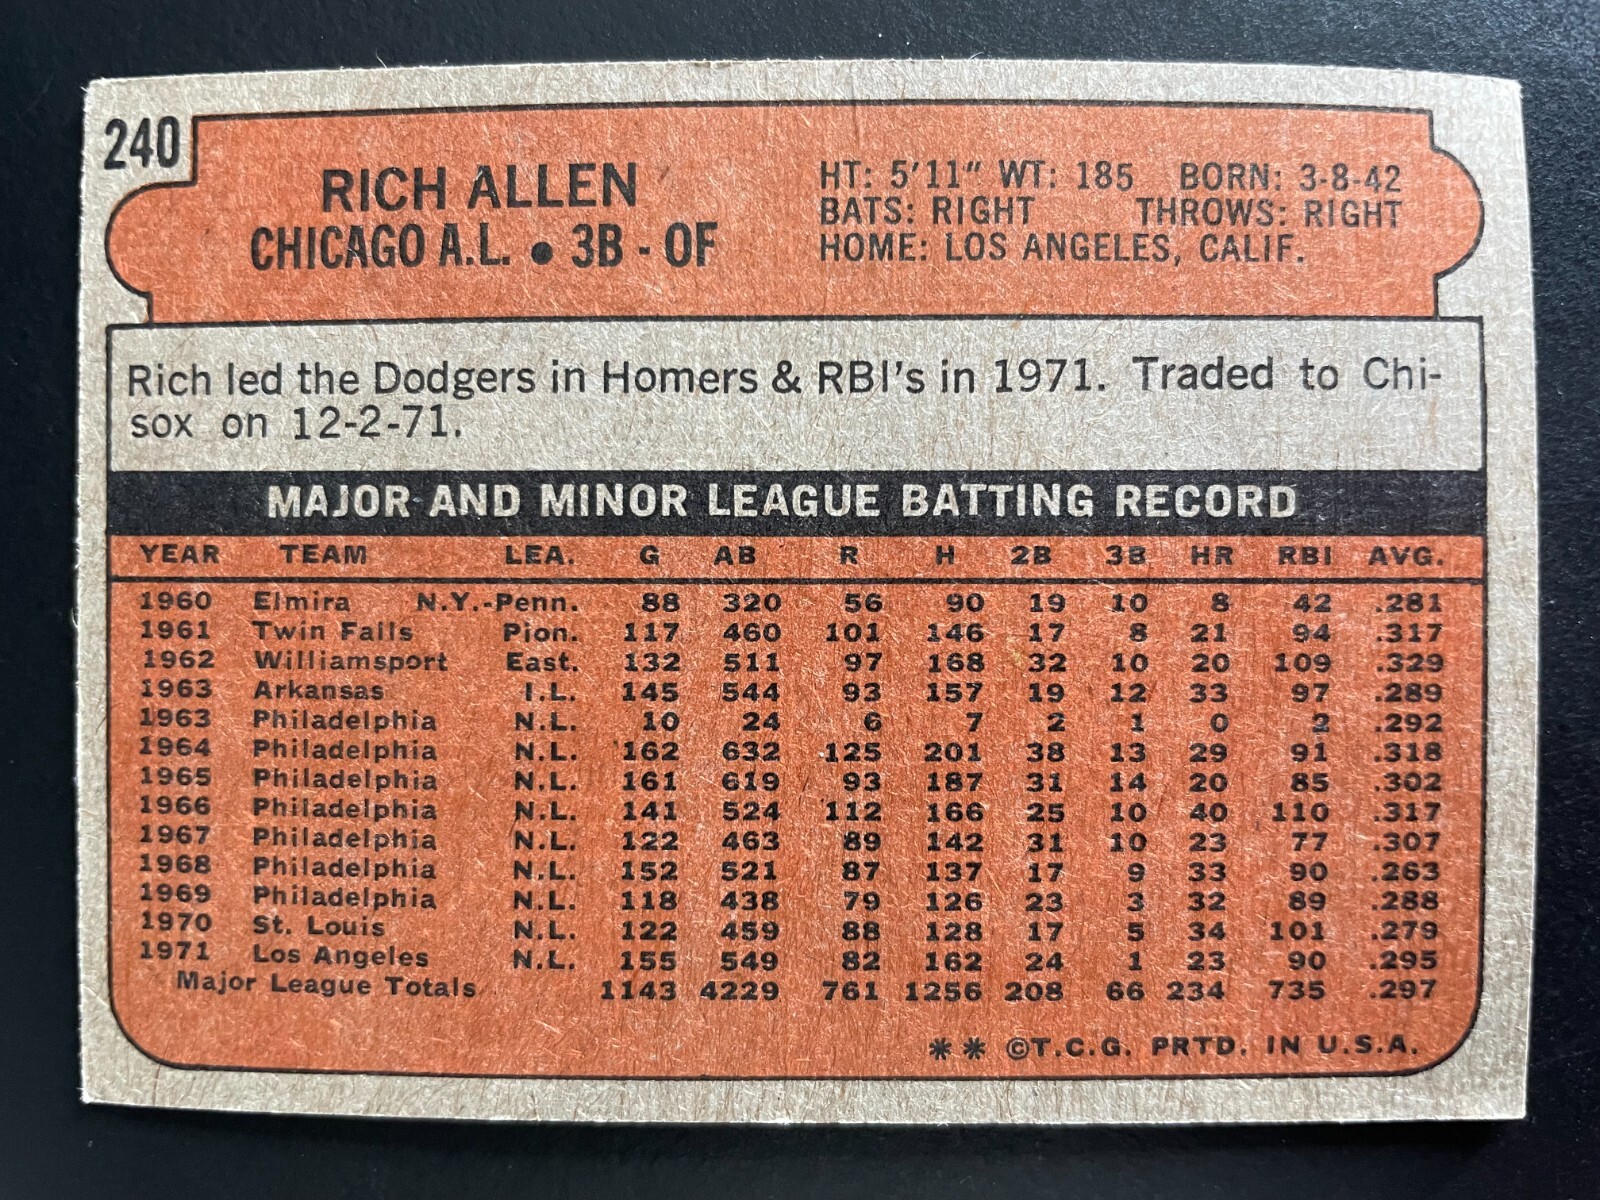 240
RICH ALLEN
CHICAGO A.L. • 3B - OF
HT: 5'11" WT: 185 BORN: 3-8-42
BATS: RIGHT THROWS: RIGHT
HOME: LOS ANGELES, CALIF.
Rich led the Dodgers in Homers & RBI's in 1971. Traded to Chi-
sox on 12-2-71.
MAJOR AND MINOR LEAGUE BATTING RECORD
YEAR TEAM LEA. G AB R H 2B 3B HR RBI AVG.
1960 Elmira N.Y.-Penn. 88 320 56 90 19 10 8 42 .281
1961 Twin Falls Pion. 117 460 101 146 17 8 21 94 .317
1962 Williamsport East. 132 511 97 168 32 10 20 109 .329
1963 Arkansas I.L. 145 544 93 157 19 12 33 97 .289
1963 Philadelphia N.L. 10 24 6 7 2 1 0 2 .292
1964 Philadelphia N.L. 162 632 125 201 38 13 29 91 .318
1965 Philadelphia N.L. 161 619 93 187 31 14 20 85 .302
1966 Philadelphia N.L. 141 524 112 166 25 10 40 110 .317
1967 Philadelphia N.L. 122 463 89 142 31 10 23 77 .307
1968 Philadelphia N.L. 152 521 87 137 17 9 33 90 .263
1969 Philadelphia N.L. 118 438 79 126 23 3 32 89 .288
1970 St. Louis N.L. 122 459 88 128 17 5 34 101 .279
1971 Los Angeles N.L. 155 549 82 162 24 1 23 90 .295
Major League Totals 1143 4229 761 1256 208 66 234 735 .297
** ©T.C.G. PRTD. IN U.S.A.